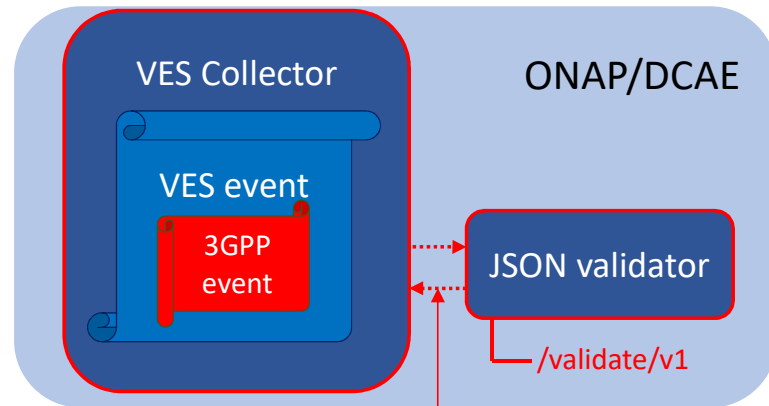 VES Collector
ONAP/DCAE
VES event
3GPP
event
JSON validator
/validate/v1